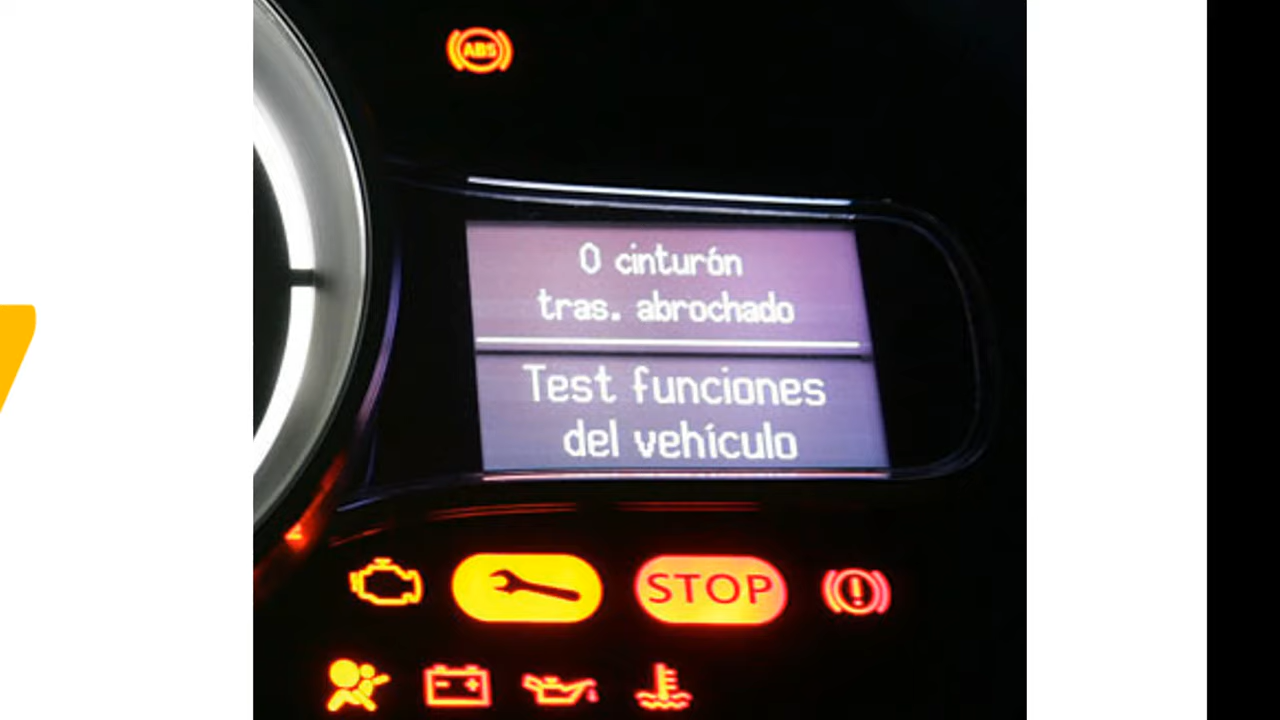 ABS
0 cinturón
tras. abrochado
Test funciones
del vehículo
STOP